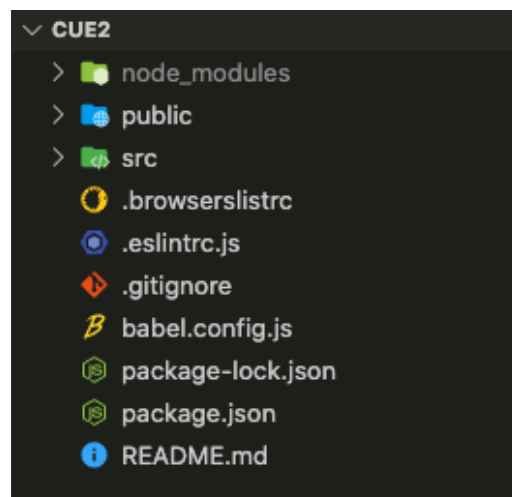 CUE2
node_modules
public
src
.browserslistrc
.eslintrc.js
.gitignore
babel.config.js
package-lock.json
package.json
README.md